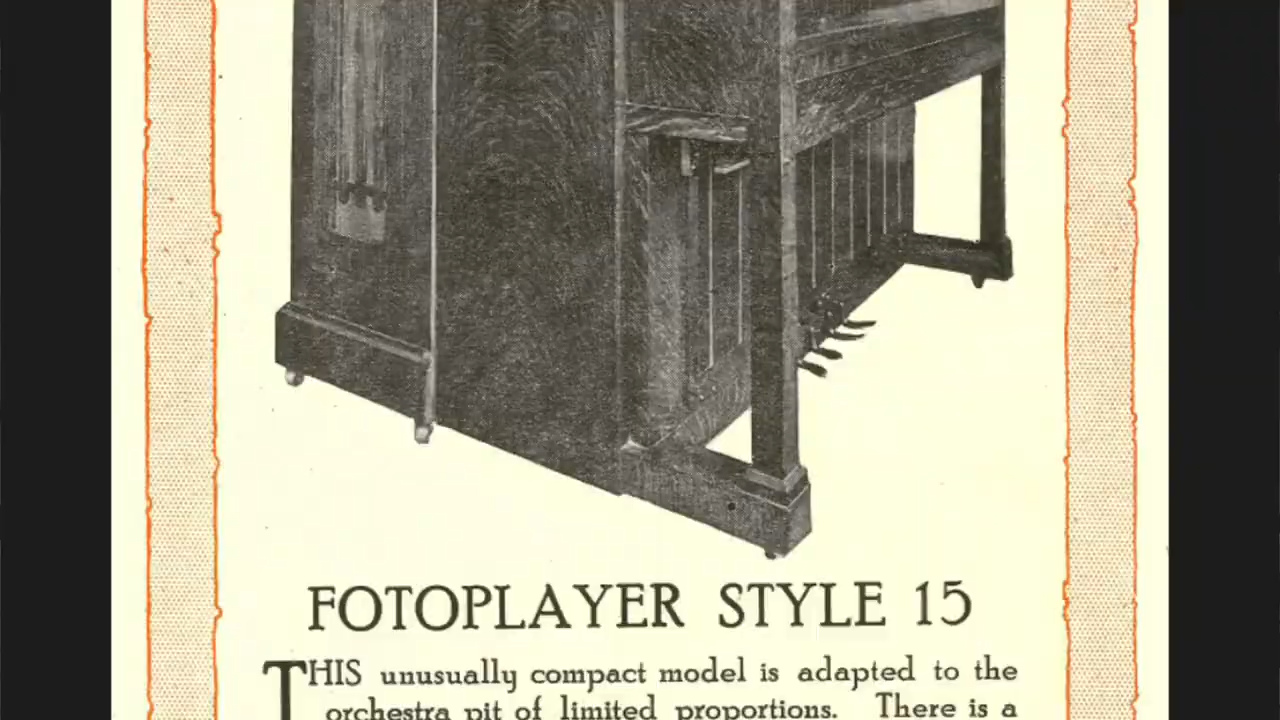 FOTOPLAYER STYLE 15
THIS unusually compact model is adapted to the
orchestra pit of limited proportions. There is a